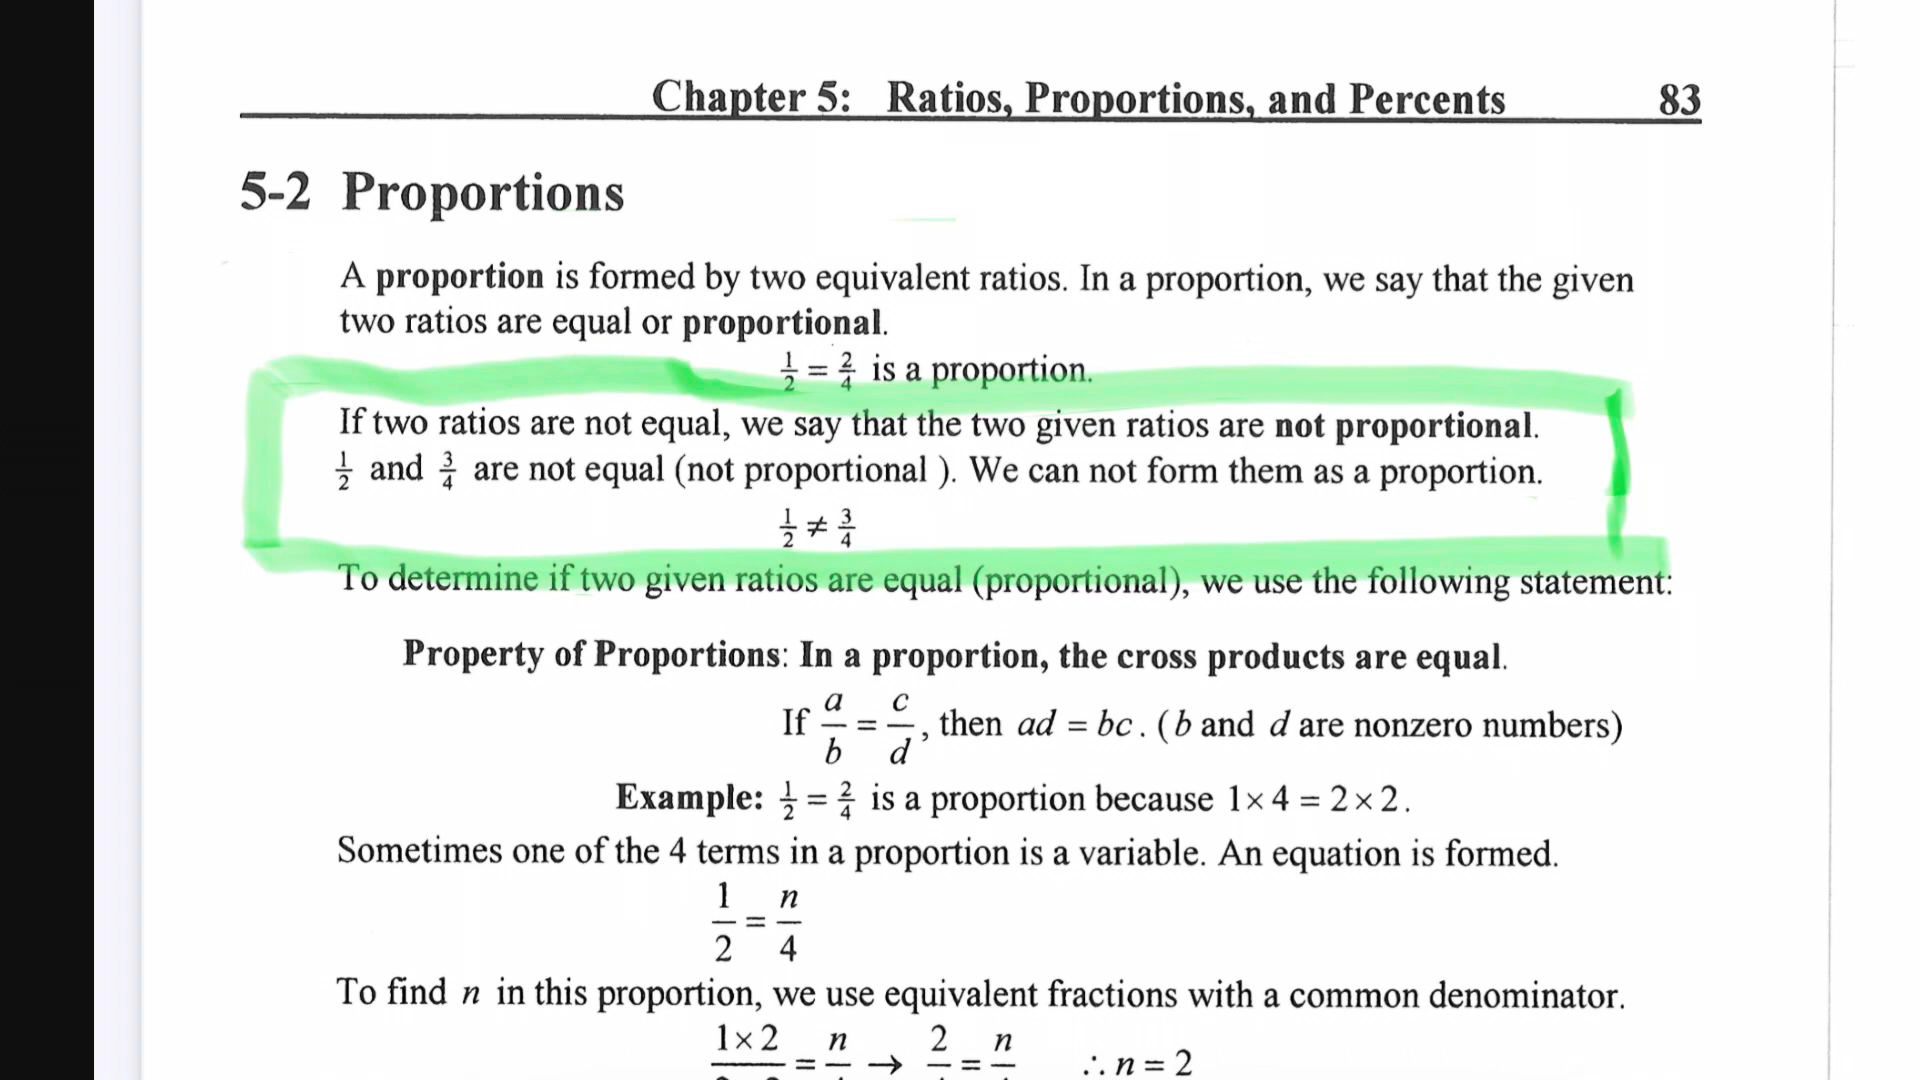 Chapter 5: Ratios, Proportions, and Percents 83
5-2 Proportions
A proportion is formed by two equivalent ratios. In a proportion, we say that the given
two ratios are equal or proportional.
1/2 = 2/4 is a proportion.
If two ratios are not equal, we say that the two given ratios are not proportional.
1/2 and 3/4 are not equal (not proportional ). We can not form them as a proportion.
1/2 ≠ 3/4
To determine if two given ratios are equal (proportional), we use the following statement:
Property of Proportions: In a proportion, the cross products are equal.
If a/b = c/d, then ad = bc. (b and d are nonzero numbers)
Example: 1/2 = 2/4 is a proportion because 1×4 = 2×2.
Sometimes one of the 4 terms in a proportion is a variable. An equation is formed.
1/2 = n/4
To find n in this proportion, we use equivalent fractions with a common denominator.
1×2 = n → 2 = n ∴ n = 2